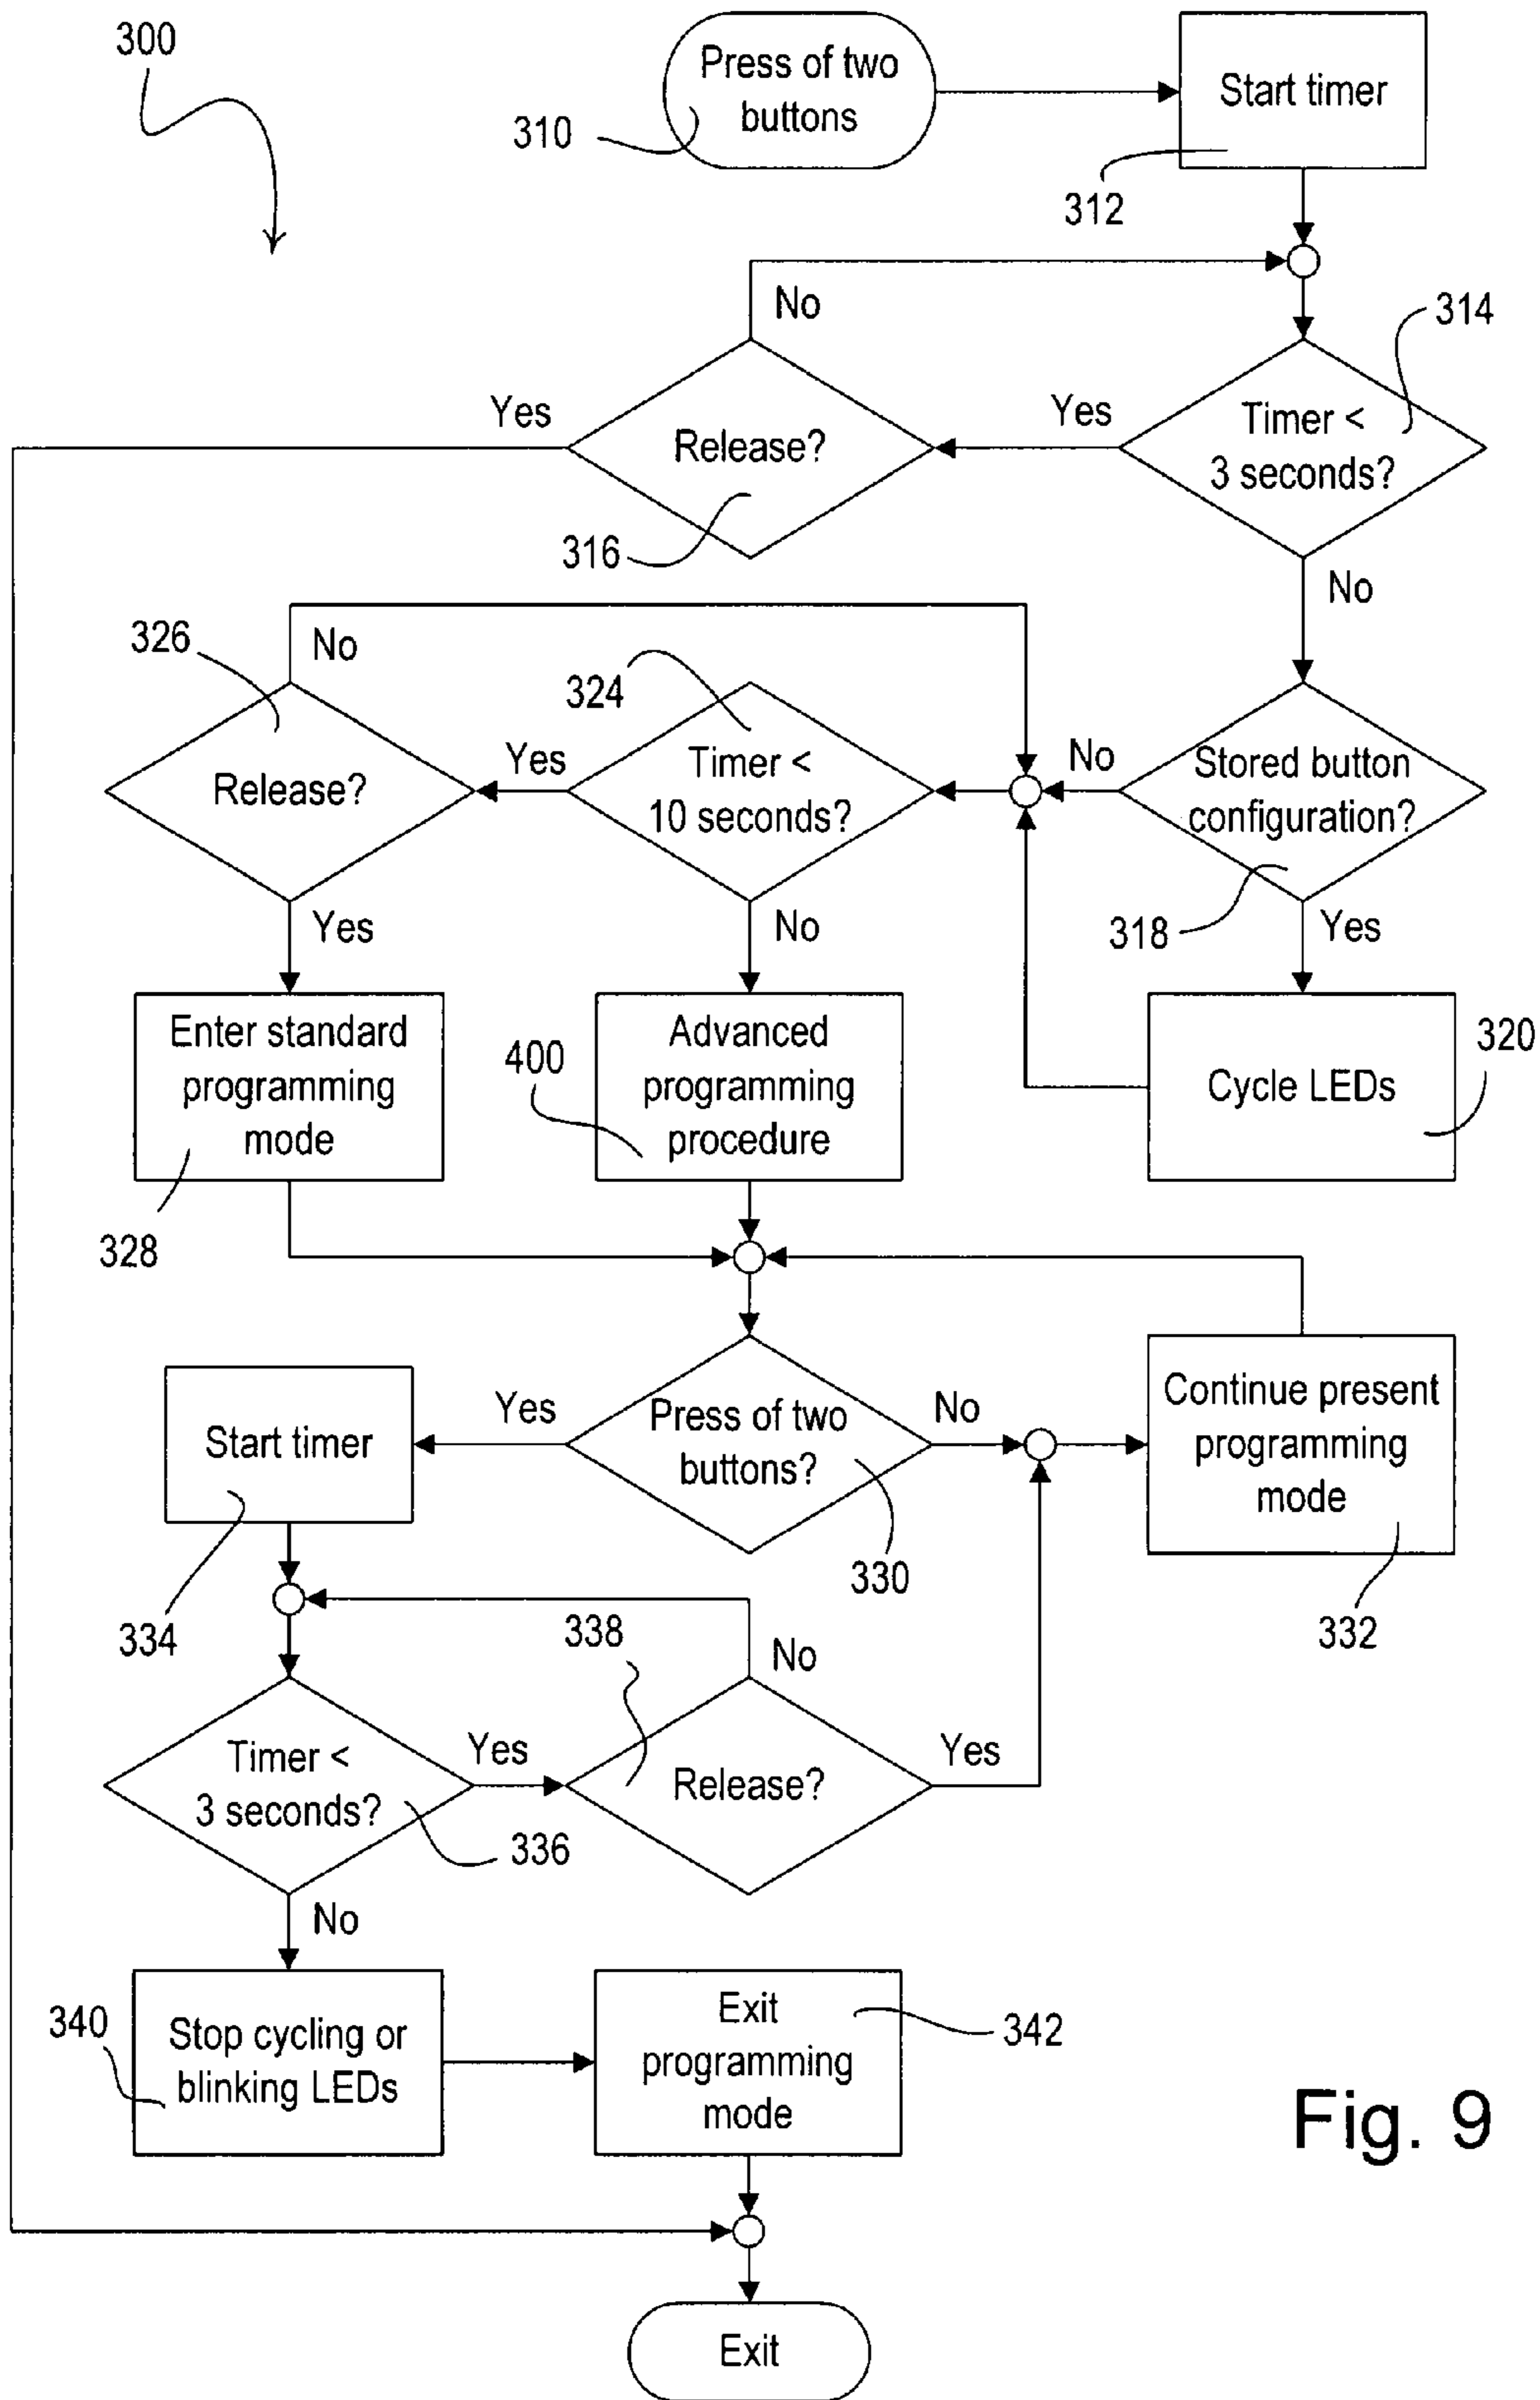 300
Press of two
buttons
310
Start timer
312
No
314
Yes
Release?
316
Yes
Timer <
3 seconds?
No
326
No
324
Release?
Yes
Timer <
10 seconds?
No
Stored button
configuration?
318
Yes
Yes
No
Enter standard
programming
mode
328
400
Advanced
programming
procedure
Cycle LEDs
320
Start timer
334
Yes
Press of two
buttons?
330
No
Continue present
programming
mode
332
338
No
Timer <
3 seconds?
336
Yes
Release?
Yes
No
340
Stop cycling or
blinking LEDs
Exit
programming
mode
342
Fig. 9
Exit